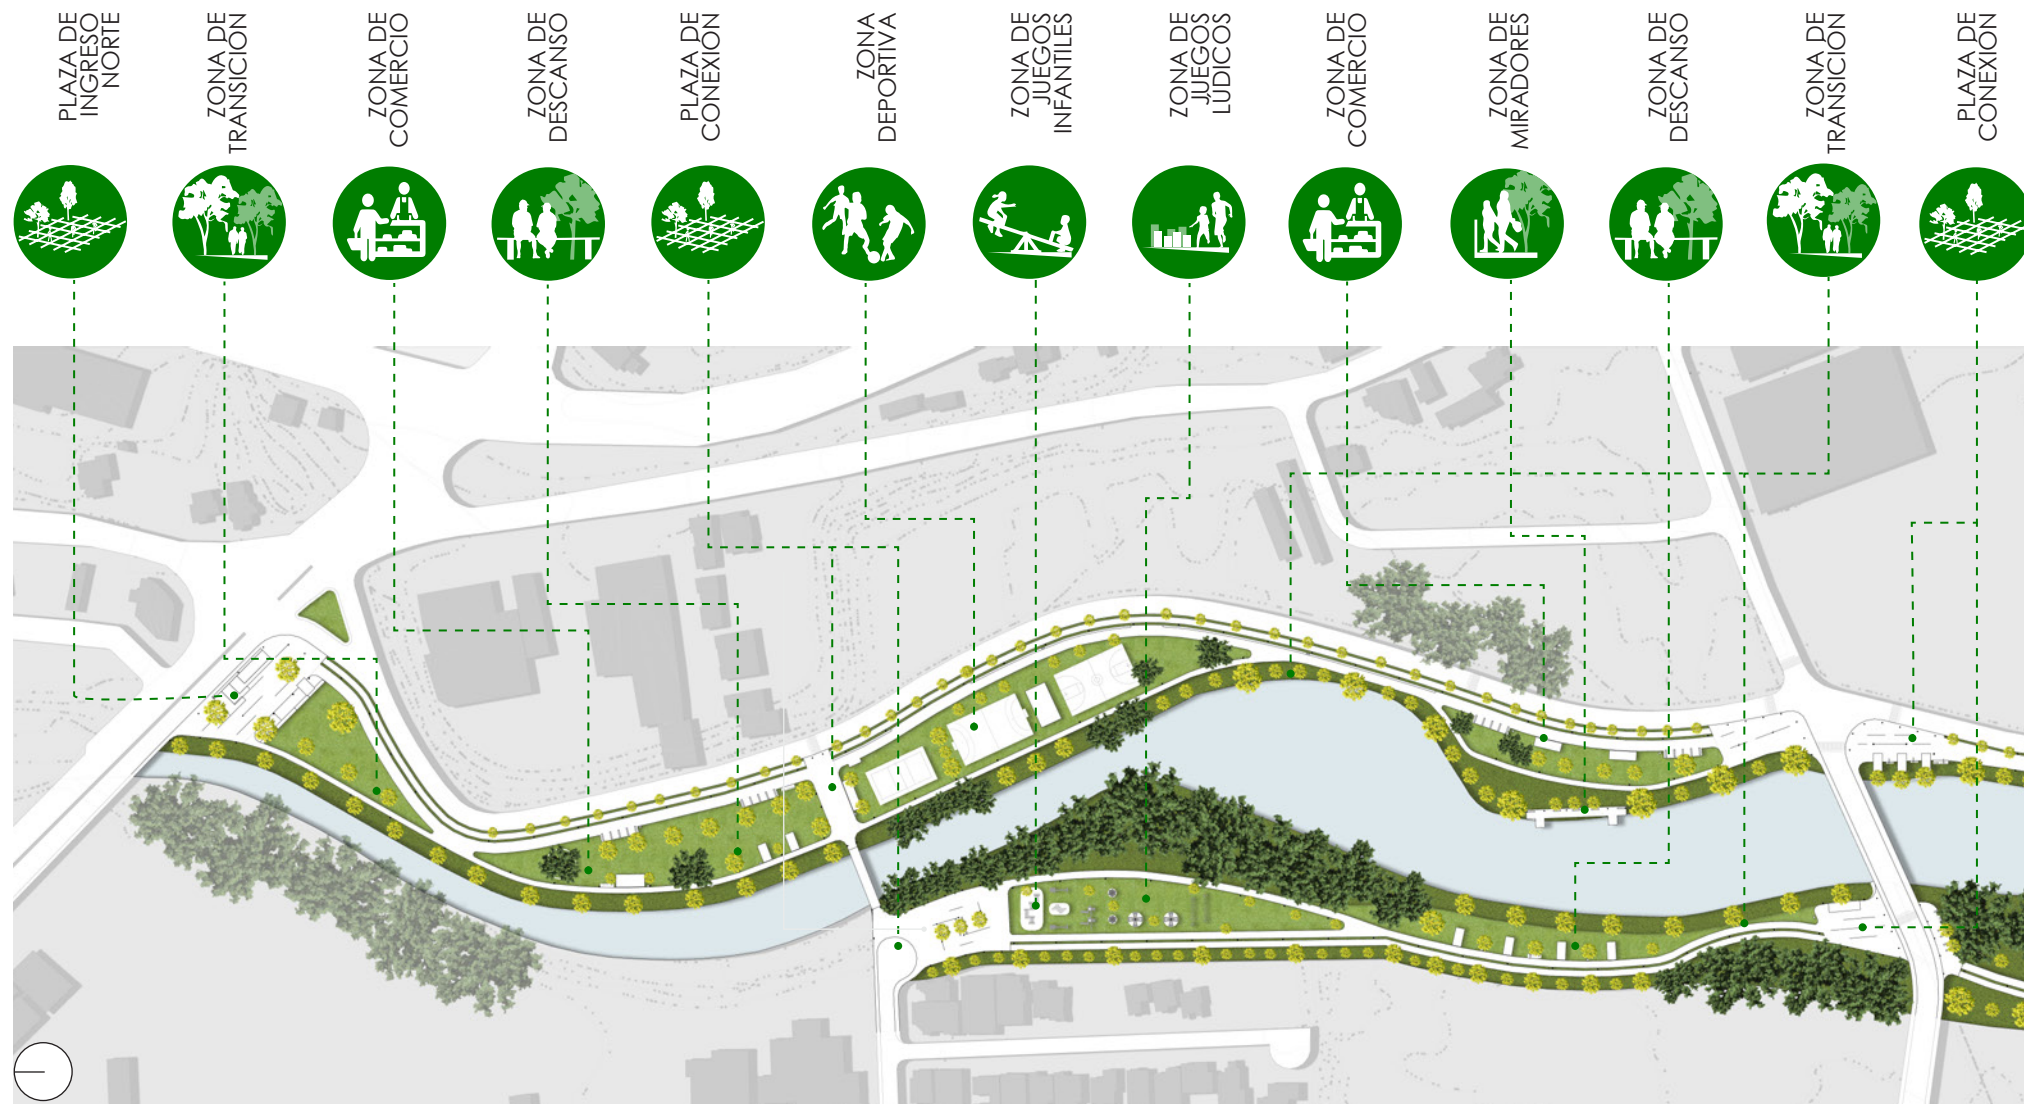 PLAZA DE
INGRESO
NORTE
ZONA DE
TRANSICION
ZONA DE
COMERCIO
ZONA DE
DESCANSO
PLAZA DE
CONEXION
ZONA
DEPORTIVA
ZONA DE
JUEGOS
INFANTILES
ZONA DE
JUEGOS
LUDICOS
ZONA DE
COMERCIO
ZONA DE
MIRADORES
ZONA DE
DESCANSO
ZONA DE
TRANSICION
PLAZA DE
CONEXION